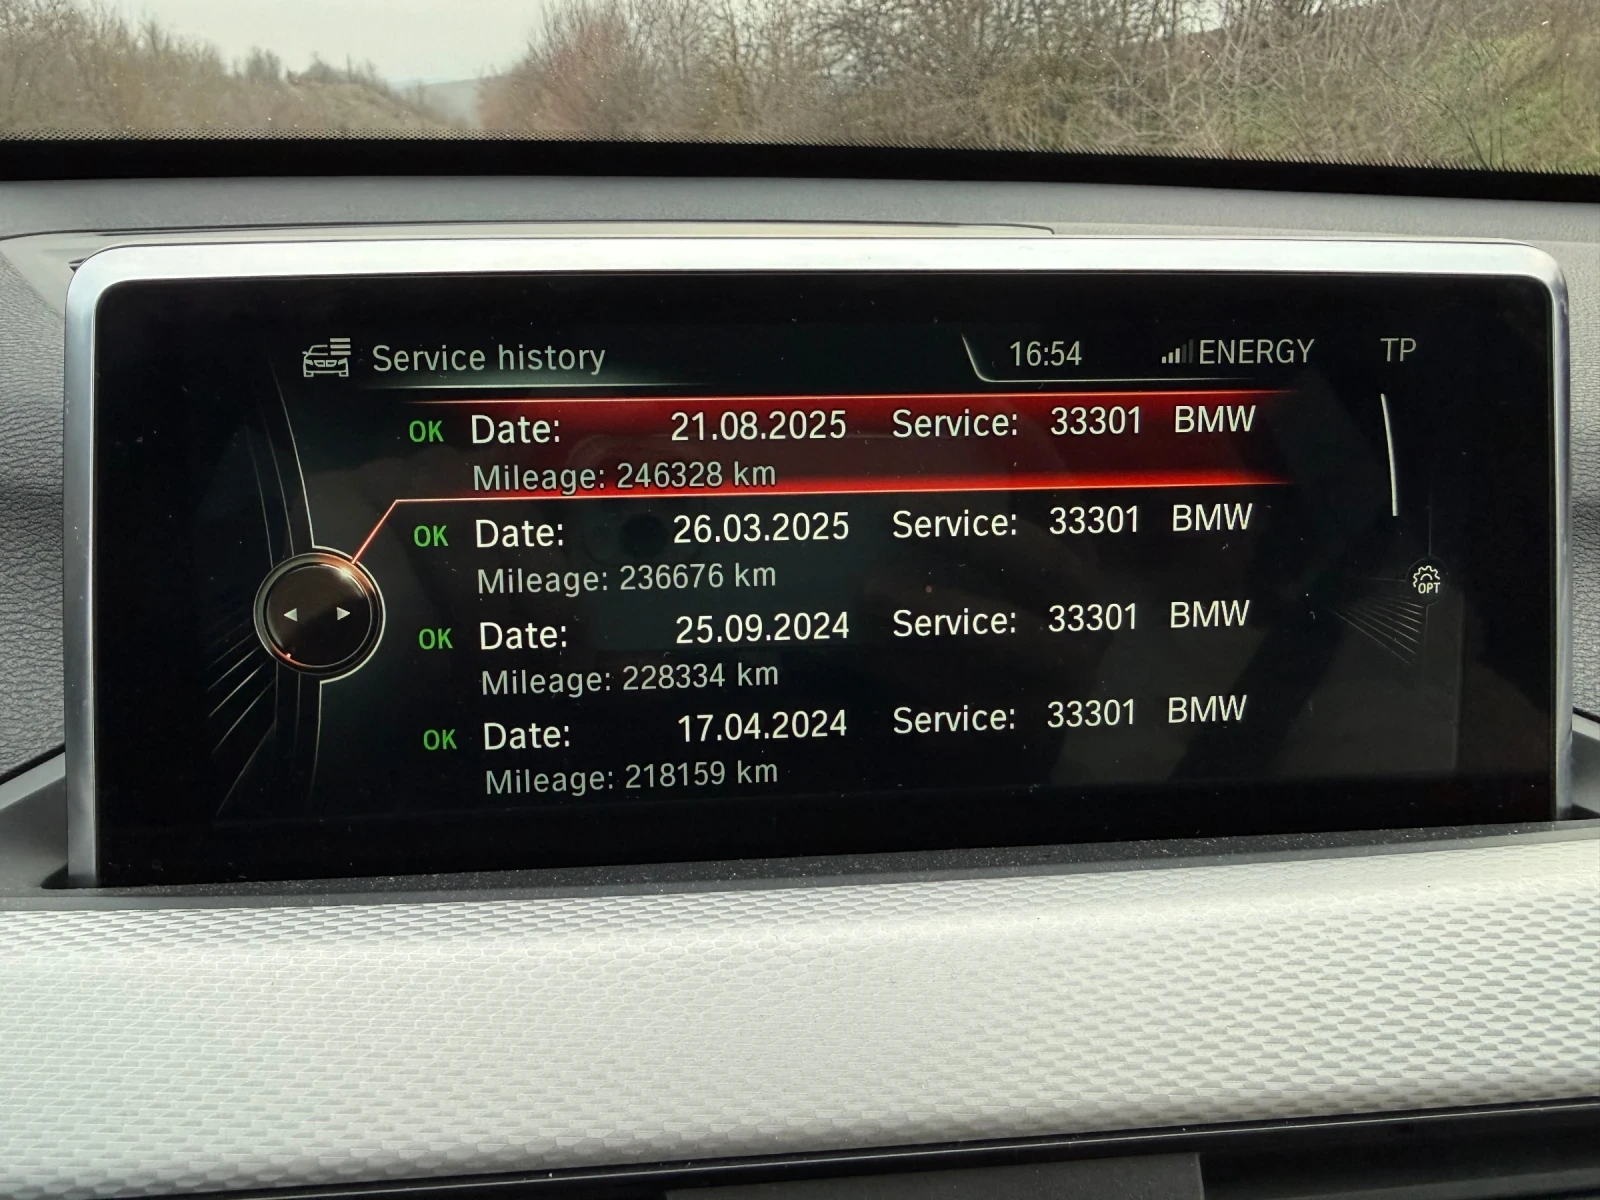 Service history 16:54 ENERGY TP
OK Date: 21.08.2025 Service: 33301 BMW
Mileage: 246328 km
OK Date: 26.03.2025 Service: 33301 BMW
Mileage: 236676 km
OPT
OK Date: 25.09.2024 Service: 33301 BMW
Mileage: 228334 km
OK Date: 17.04.2024 Service: 33301 BMW
Mileage: 218159 km